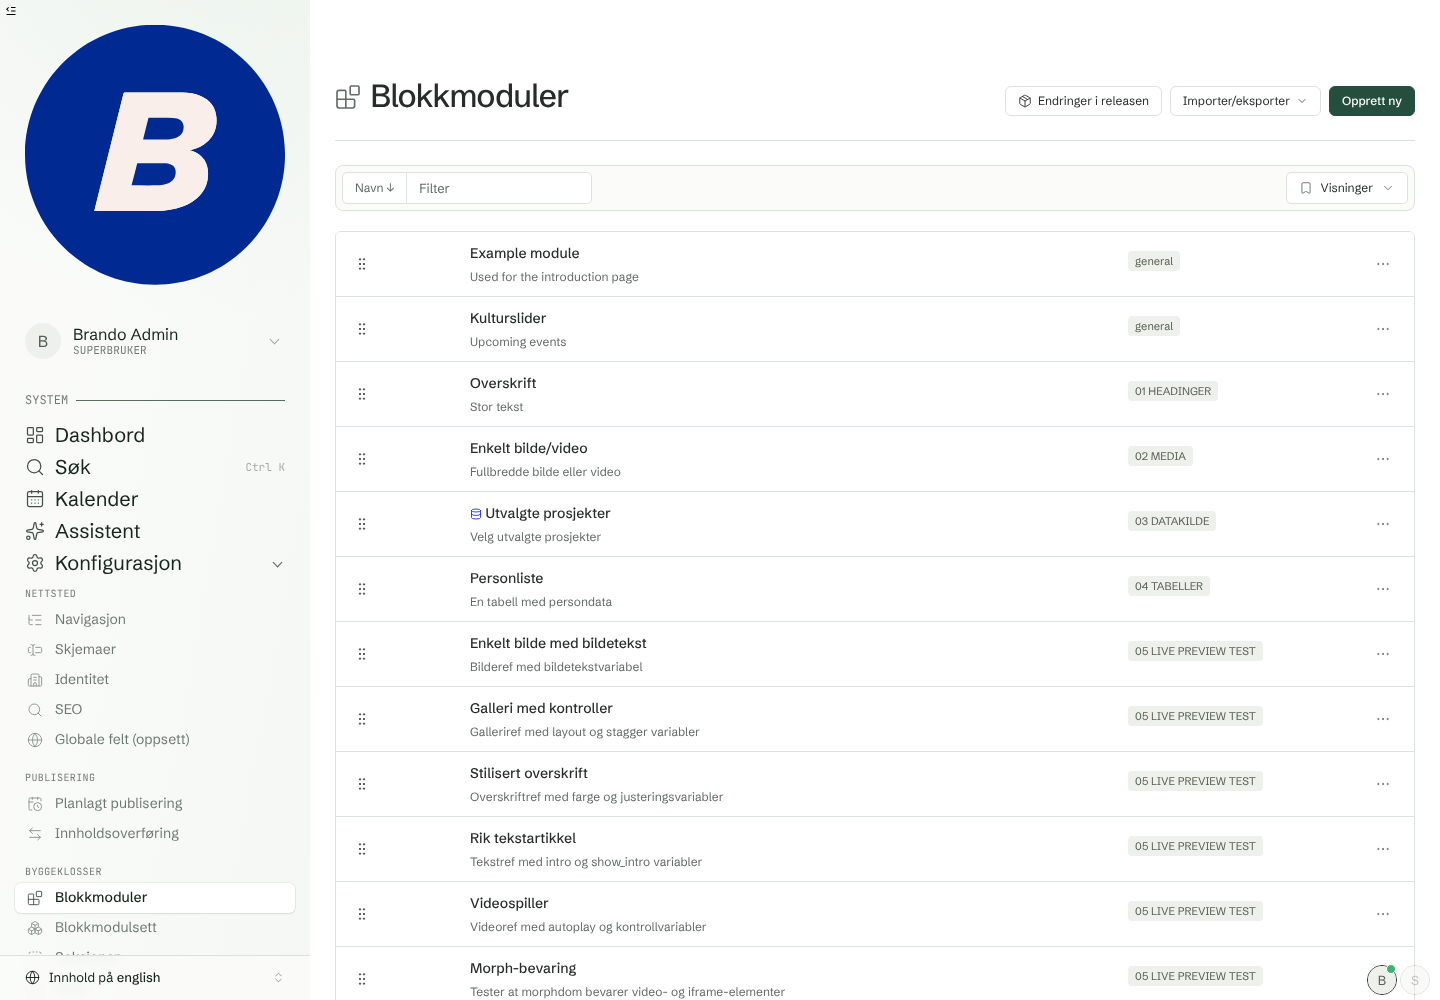 B
B
Brando Admin
SUPERBRUKER
SYSTEM
Dashbord
Søk
Ctrl K
Kalender
Assistent
Konfigurasjon
NETTSTED
Navigasjon
Skjemaer
Identitet
SEO
Globale felt (oppsett)
PUBLISERING
Planlagt publisering
Innholdsoverføring
BYGGEKLOSSER
Blokkmoduler
Blokkmodulsett
Innhold på english
Blokkmoduler
Endringer i releasen
Importer/eksporter
Opprett ny
Navn ↓
Filter
Visninger
Example module
Used for the introduction page
general
Kulturslider
Upcoming events
general
Overskrift
Stor tekst
01 HEADINGER
Enkelt bilde/video
Fullbredde bilde eller video
02 MEDIA
Utvalgte prosjekter
Velg utvalgte prosjekter
03 DATAKILDE
Personliste
En tabell med persondata
04 TABELLER
Enkelt bilde med bildetekst
Bilderef med bildetekstvariabel
05 LIVE PREVIEW TEST
Galleri med kontroller
Galleriref med layout og stagger variabler
05 LIVE PREVIEW TEST
Stilisert overskrift
Overskriftref med farge og justeringsvariabler
05 LIVE PREVIEW TEST
Rik tekstartikkel
Tekstref med intro og show_intro variabler
05 LIVE PREVIEW TEST
Videospiller
Videoref med autoplay og kontrollvariabler
05 LIVE PREVIEW TEST
Morph-bevaring
Tester at morphdom bevarer video- og iframe-elementer
05 LIVE PREVIEW TEST
B
S